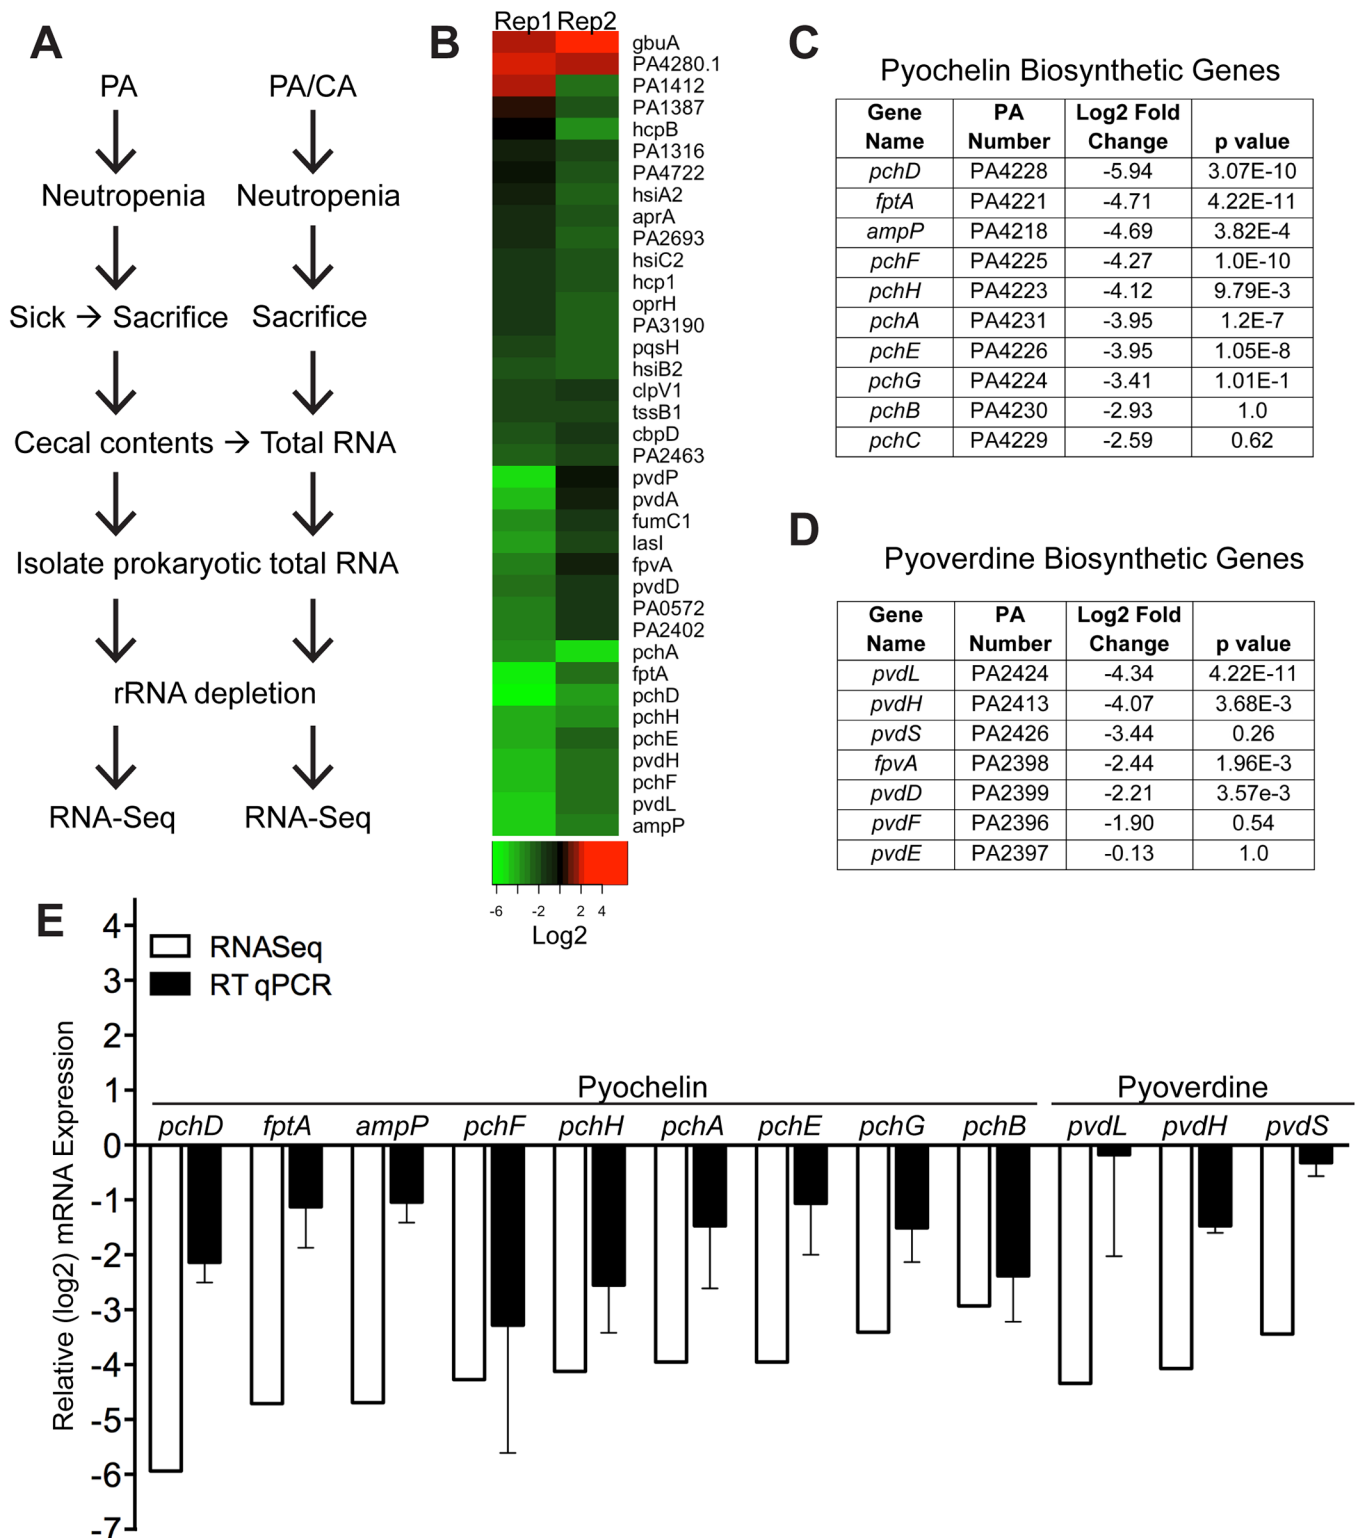 A
PA
PA/CA
Neutropenia
Neutropenia
Sick → Sacrifice
Sacrifice
Cecal contents → Total RNA
Isolate prokaryotic total RNA
rRNA depletion
RNA-Seq
RNA-Seq
B
Rep1 Rep2
gbuA
PA4280.1
PA1412
PA1387
hcpB
PA1316
PA4722
hsiA2
aprA
PA2693
hsiC2
hcp1
oprH
PA3190
pqsH
hsiB2
clpV1
tssB1
cbpD
PA2463
pvdP
pvdA
fumC1
lasI
fpvA
pvdD
PA0572
PA2402
pchA
fptA
pchD
pchH
pchE
pvdH
pchF
pvdL
ampP
-6 -2 2 4
Log2
C
Pyochelin Biosynthetic Genes
Gene Name PA Number Log2 Fold Change p value
pchD PA4228 -5.94 3.07E-10
fptA PA4221 -4.71 4.22E-11
ampP PA4218 -4.69 3.82E-4
pchF PA4225 -4.27 1.0E-10
pchH PA4223 -4.12 9.79E-3
pchA PA4231 -3.95 1.2E-7
pchE PA4226 -3.95 1.05E-8
pchG PA4224 -3.41 1.01E-1
pchB PA4230 -2.93 1.0
pchC PA4229 -2.59 0.62
D
Pyoverdine Biosynthetic Genes
Gene Name PA Number Log2 Fold Change p value
pvdL PA2424 -4.34 4.22E-11
pvdH PA2413 -4.07 3.68E-3
pvdS PA2426 -3.44 0.26
fpvA PA2398 -2.44 1.96E-3
pvdD PA2399 -2.21 3.57e-3
pvdF PA2396 -1.90 0.54
pvdE PA2397 -0.13 1.0
E
Relative (log2) mRNA Expression
4
3
2
1
0
-1
-2
-3
-4
-5
-6
-7
RNASeq
RT qPCR
Pyochelin
Pyoverdine
pchD fptA ampP pchF pchH pchA pchE pchG pchB pvdL pvdH pvdS